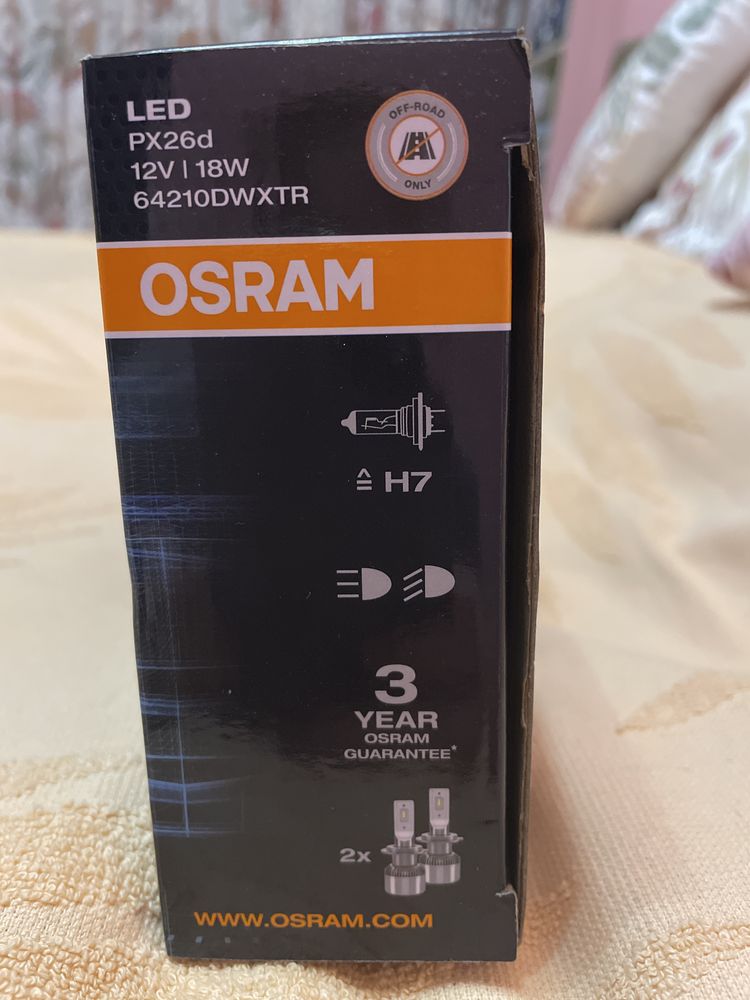 LED
PX26d
12V | 18W
64210DWXTR
OFF-ROAD
ONLY
OSRAM
≙ H7
3
YEAR
OSRAM
GUARANTEE*
2x
WWW.OSRAM.COM